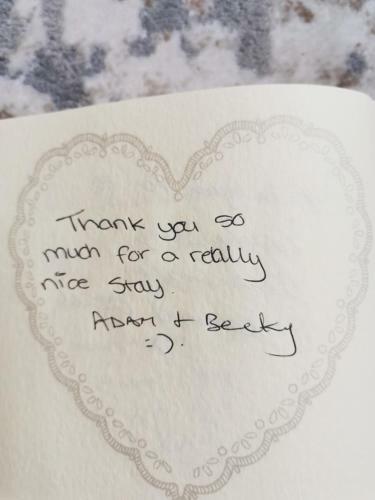 Thank you so
much for a really
nice stay.
ADAM + Becky
=).